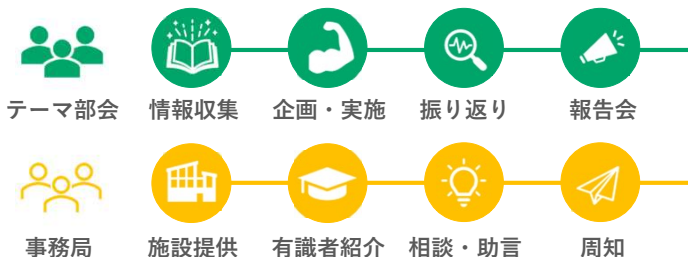 テーマ部会 情報収集 企画・実施 振り返り 報告会
事務局 施設提供 有識者紹介 相談・助言 周知